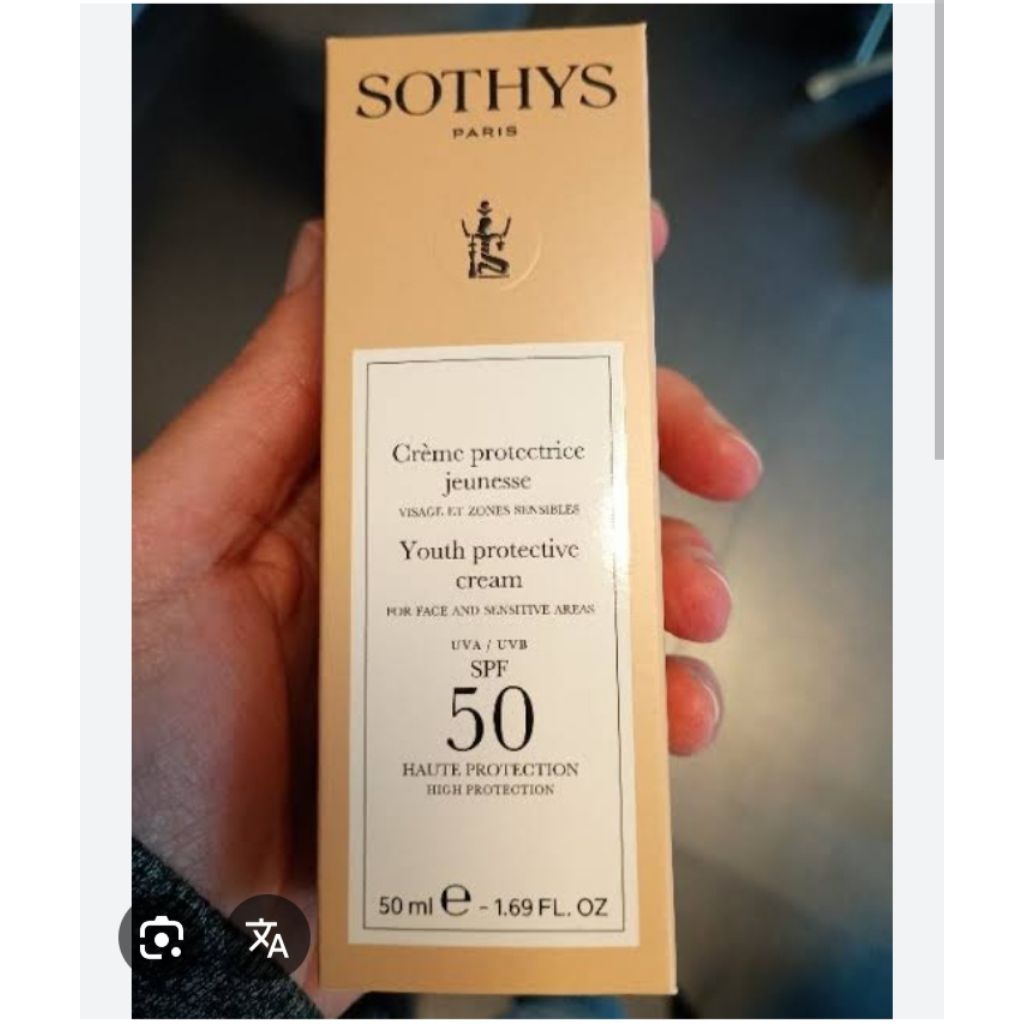 SOTHYS
PARIS
Crème protectrice
jeunesse
VISAGE ET ZONES SENSIBLES
Youth protective
cream
FOR FACE AND SENSITIVE AREAS
UVA / UVB
SPF
50
HAUTE PROTECTION
HIGH PROTECTION
50 ml e - 1.69 FL. OZ